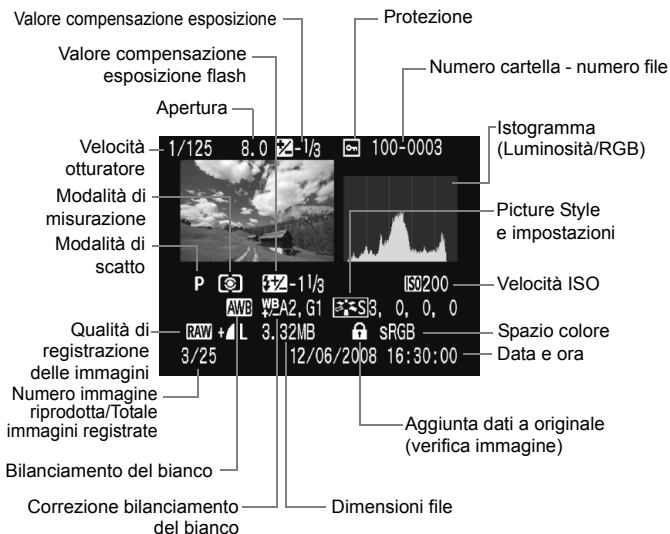 Valore compensazione esposizione
Protezione
Valore compensazione
esposizione flash
Numero cartella - numero file
Apertura
Istogramma
(Luminosità/RGB)
Velocità
otturatore
1/125 8.0 -1/3 100-0003
Modalità di
misurazione
Picture Style
e impostazioni
Modalità di
scatto
P -1 1/3 ISO200
Velocità ISO
AWB WB A2, G1 S3, 0, 0, 0
Qualità di
registrazione
delle immagini
RAW + L 3.32MB sRGB
Spazio colore
3/25 12/06/2008 16:30:00
Data e ora
Numero immagine
riprodotta/Totale
immagini registrate
Aggiunta dati a originale
(verifica immagine)
Bilanciamento del bianco
Correzione bilanciamento
del bianco
Dimensioni file